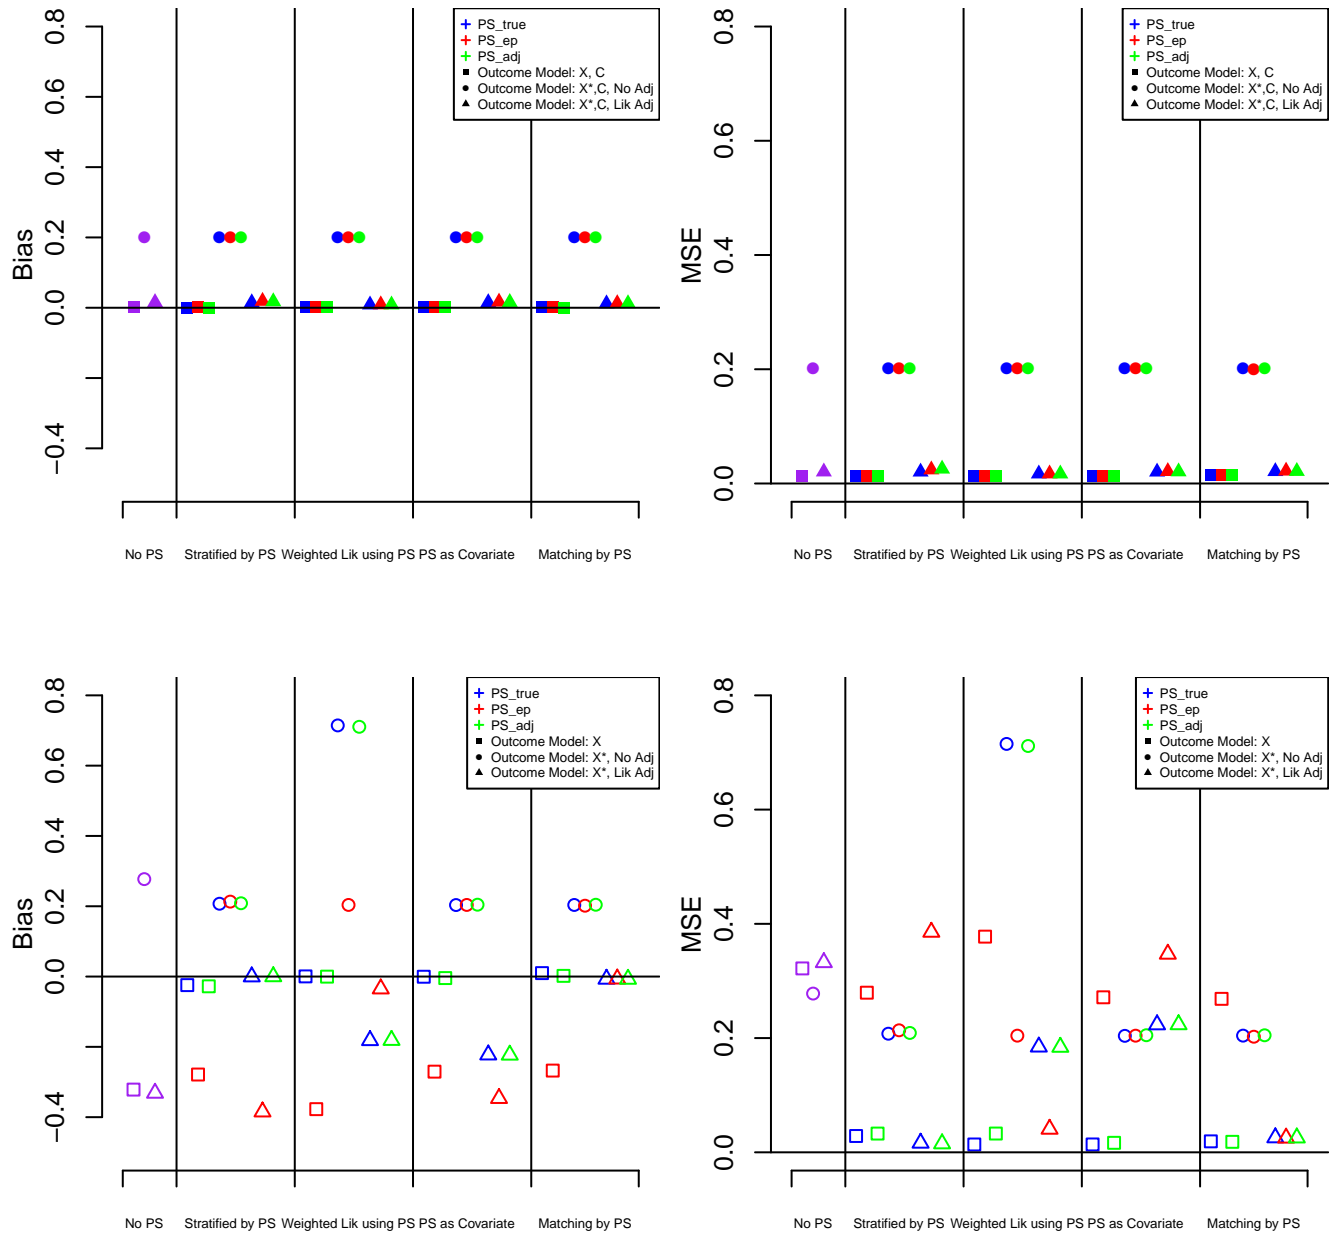 Bias
0.8
0.6
0.4
0.2
0.0
−0.4
PS_true
PS_ep
PS_adj
Outcome Model: X, C
Outcome Model: X*,C, No Adj
Outcome Model: X*,C, Lik Adj
No PS
Stratified by PS
Weighted Lik using PS
PS as Covariate
Matching by PS
MSE
0.8
0.6
0.4
0.2
0.0
PS_true
PS_ep
PS_adj
Outcome Model: X, C
Outcome Model: X*,C, No Adj
Outcome Model: X*,C, Lik Adj
No PS
Stratified by PS
Weighted Lik using PS
PS as Covariate
Matching by PS
Bias
0.8
0.6
0.4
0.2
0.0
−0.4
PS_true
PS_ep
PS_adj
Outcome Model: X
Outcome Model: X*, No Adj
Outcome Model: X*, Lik Adj
No PS
Stratified by PS
Weighted Lik using PS
PS as Covariate
Matching by PS
MSE
0.8
0.6
0.4
0.2
0.0
PS_true
PS_ep
PS_adj
Outcome Model: X
Outcome Model: X*, No Adj
Outcome Model: X*, Lik Adj
No PS
Stratified by PS
Weighted Lik using PS
PS as Covariate
Matching by PS